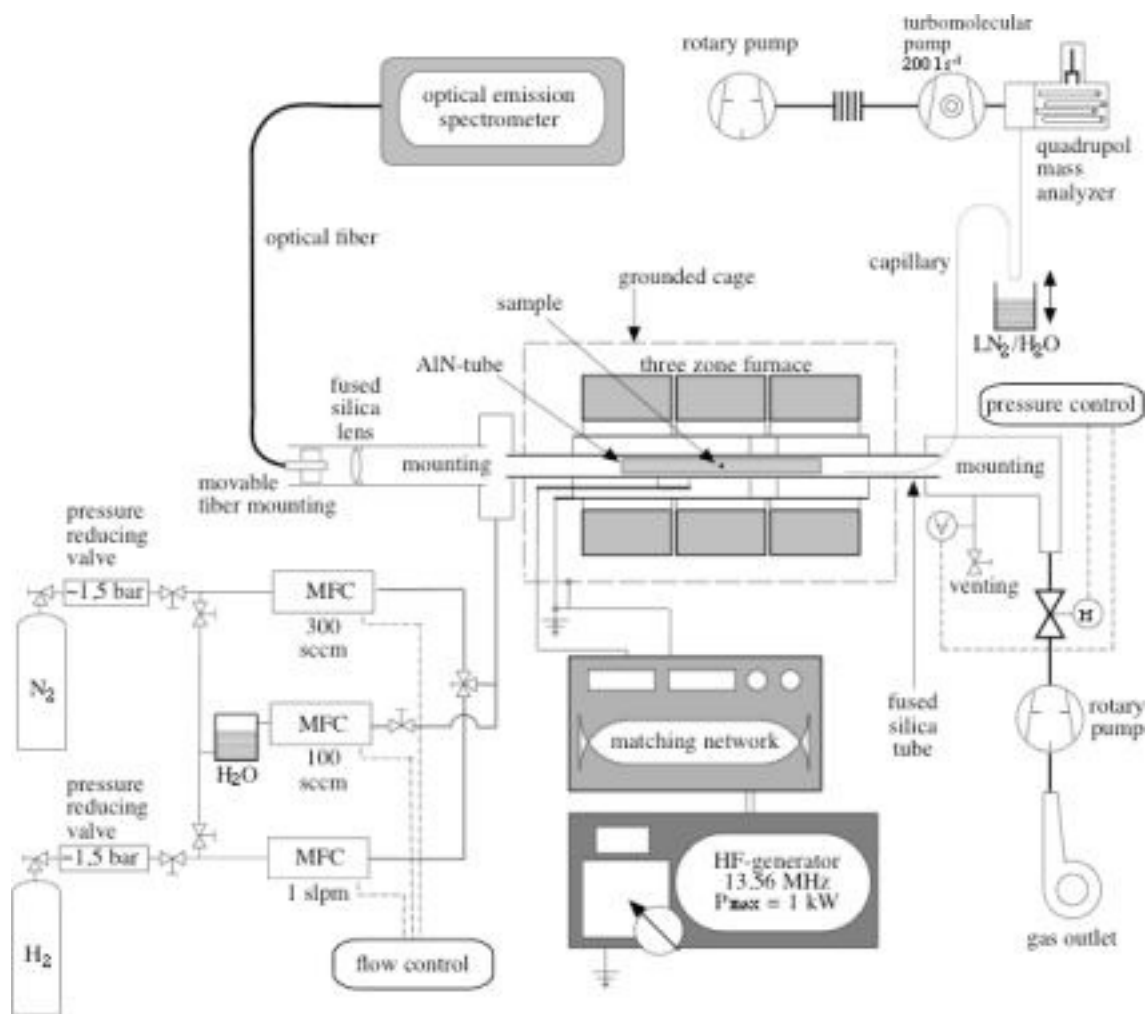 rotary pump
turbomolecular
pump
200 l s⁻¹
optical emission
spectrometer
quadrupol
mass
analyzer
optical fiber
capillary
grounded cage
sample
LN₂/H₂O
AlN-tube
three zone furnace
fused
silica
lens
pressure control
mounting
mounting
movable
fiber mounting
pressure
reducing
valve
V
venting
~1,5 bar
MFC
300
sccm
M
N₂
fused
silica
tube
rotary
pump
MFC
matching network
H₂O
100
sccm
pressure
reducing
valve
~1,5 bar
MFC
1 slpm
HF-generator
13.56 MHz
Pmax = 1 kW
H₂
flow control
gas outlet